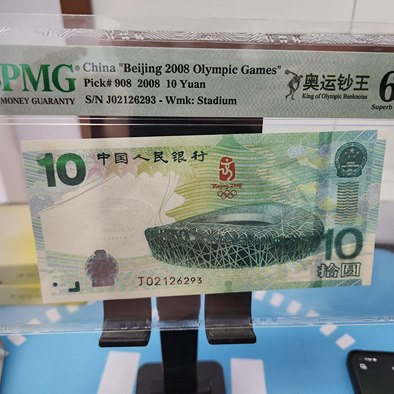 PMG China "Beijing 2008 Olympic Games"
MONEY GUARANTY Pick# 908 2008 10 Yuan
S/N J02126293 - Wmk: Stadium
奥运钞王
King of Olympic Banknotes
6
Superb
10 中国人民银行
Beijing 2008
10
拾圆
J02126293